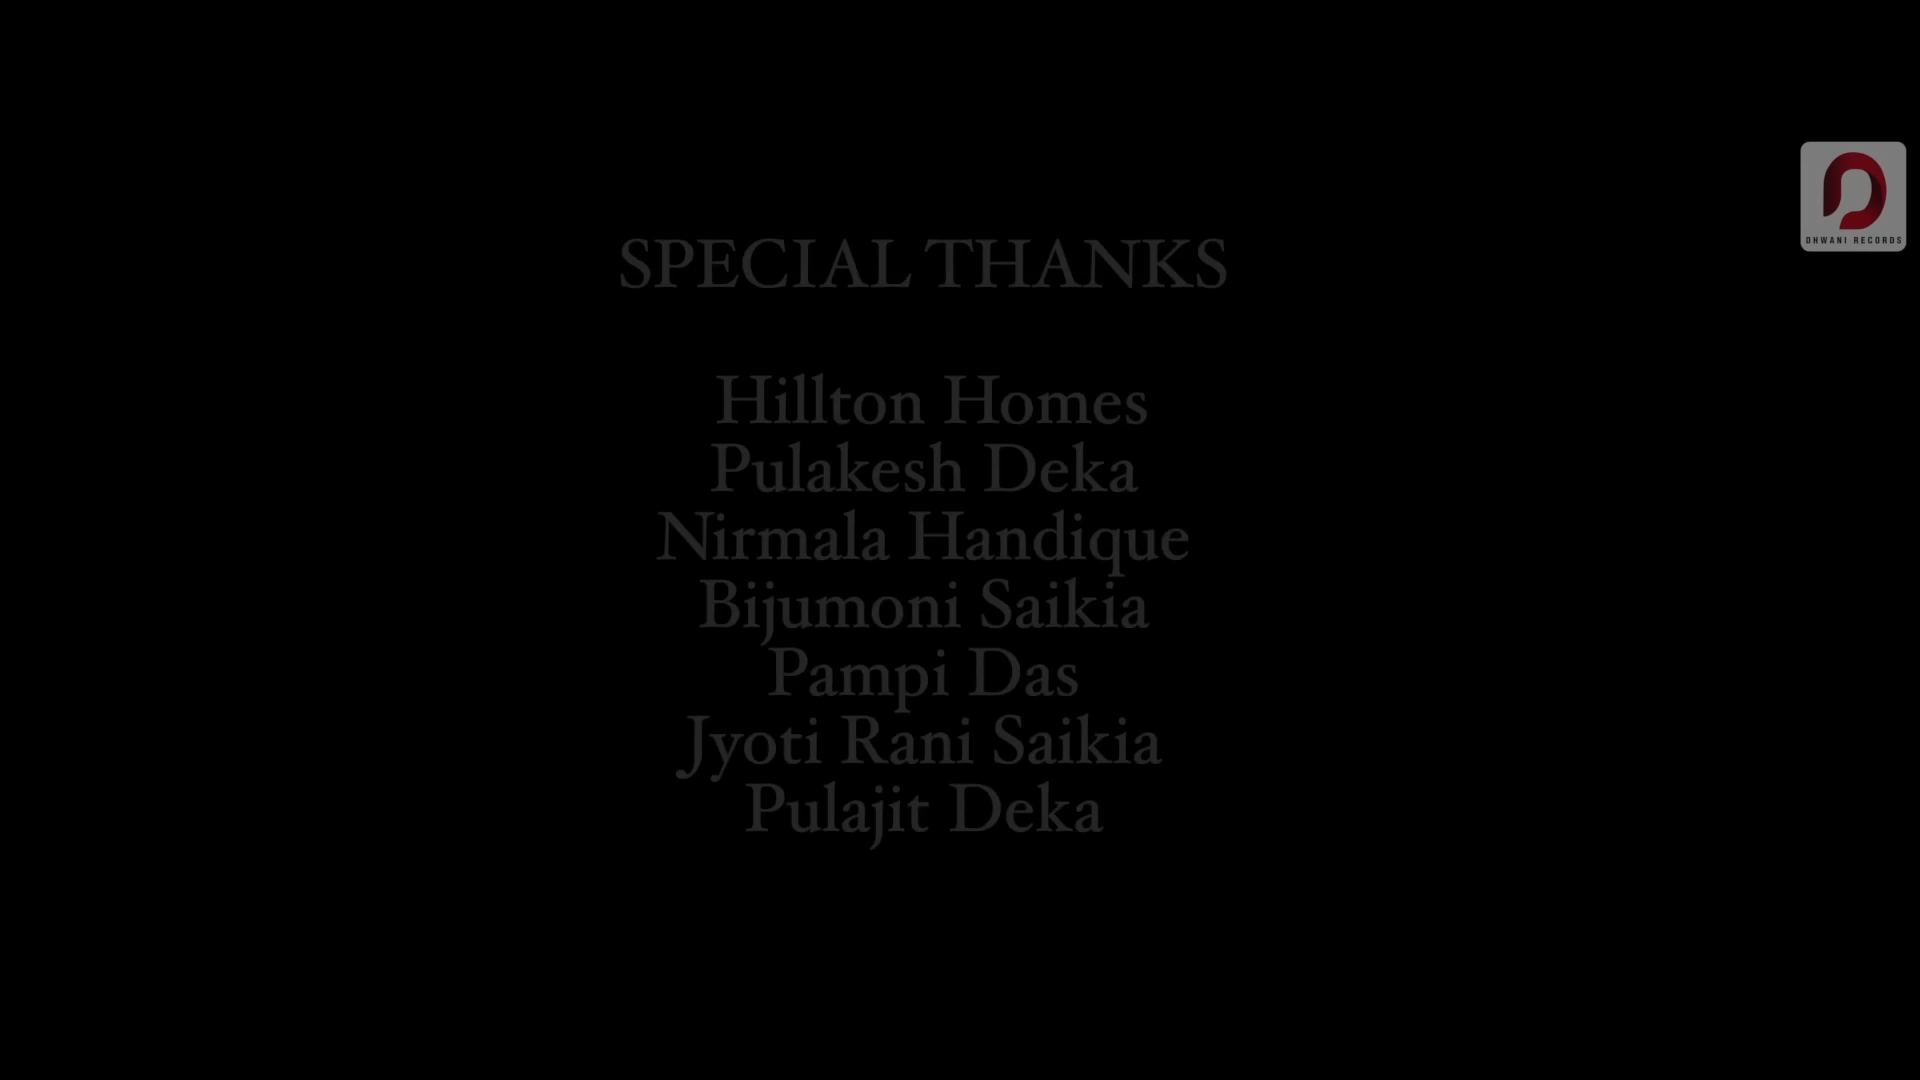 SPECIAL THANKS
Hillton Homes
Pulakesh Deka
Nirmala Handique
Bijumoni Saikia
Pampi Das
Jyoti Rani Saikia
Pulajit Deka
DHWANI RECORDS